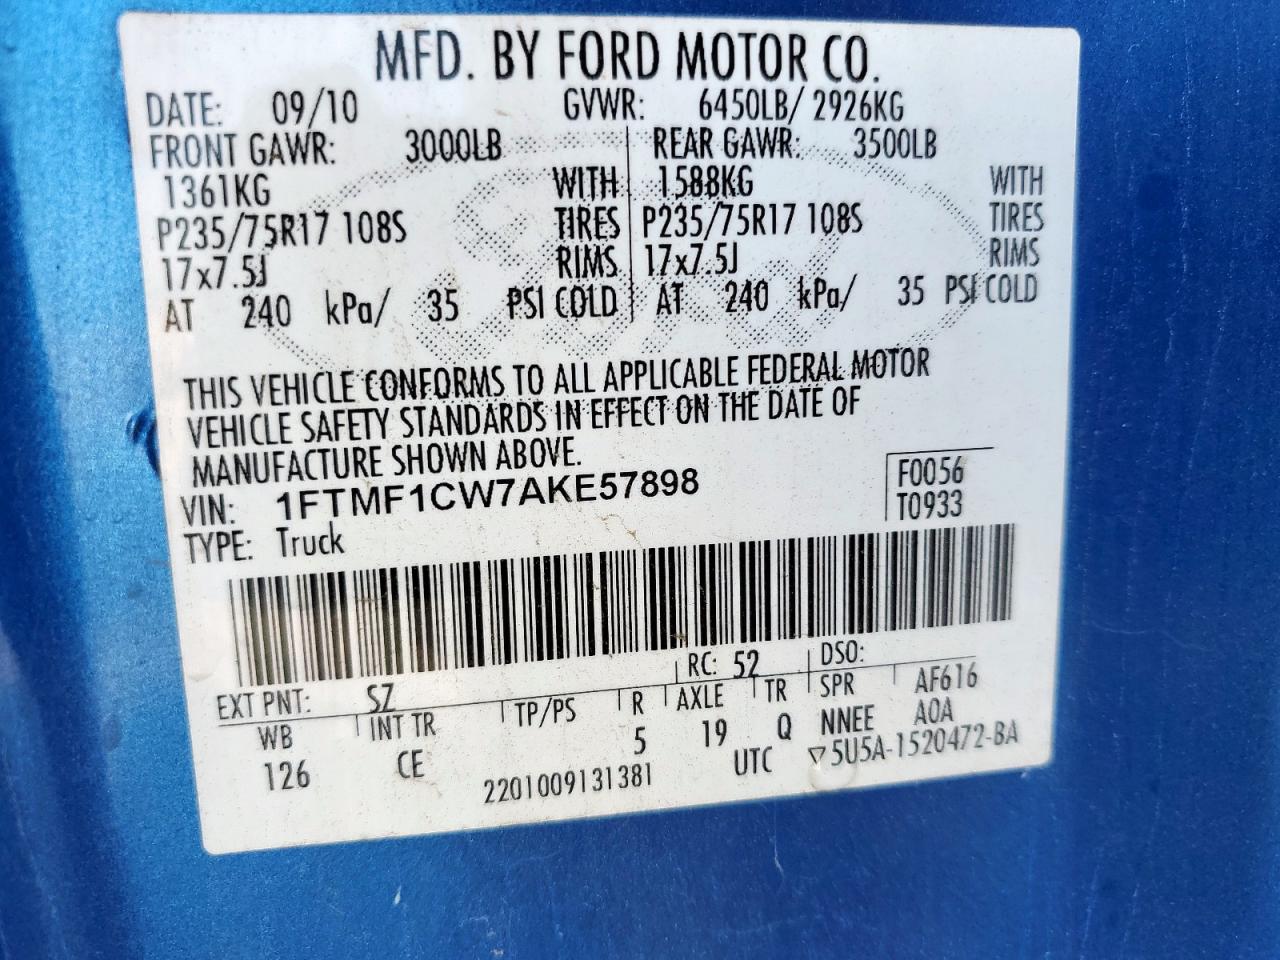 MFD. BY FORD MOTOR CO.
DATE: 09/10 GVWR: 6450LB/ 2926KG
FRONT GAWR: 3000LB REAR GAWR: 3500LB
1361KG WITH 1588KG WITH
P235/75R17 108S TIRES P235/75R17 108S TIRES
17x7.5J RIMS 17x7.5J RIMS
AT 240 kPa/ 35 PSI COLD AT 240 kPa/ 35 PSI COLD
THIS VEHICLE CONFORMS TO ALL APPLICABLE FEDERAL MOTOR
VEHICLE SAFETY STANDARDS IN EFFECT ON THE DATE OF
MANUFACTURE SHOWN ABOVE.
VIN: 1FTMF1CW7AKE57898 F0056
TYPE: Truck T0933
EXT PNT: SZ RC: 52 DSO:
WB INT TR TP/PS R AXLE TR SPR AF616
126 CE 5 19 Q NNEE AOA
2201009131381 UTC ▽5U5A-1520472-BA